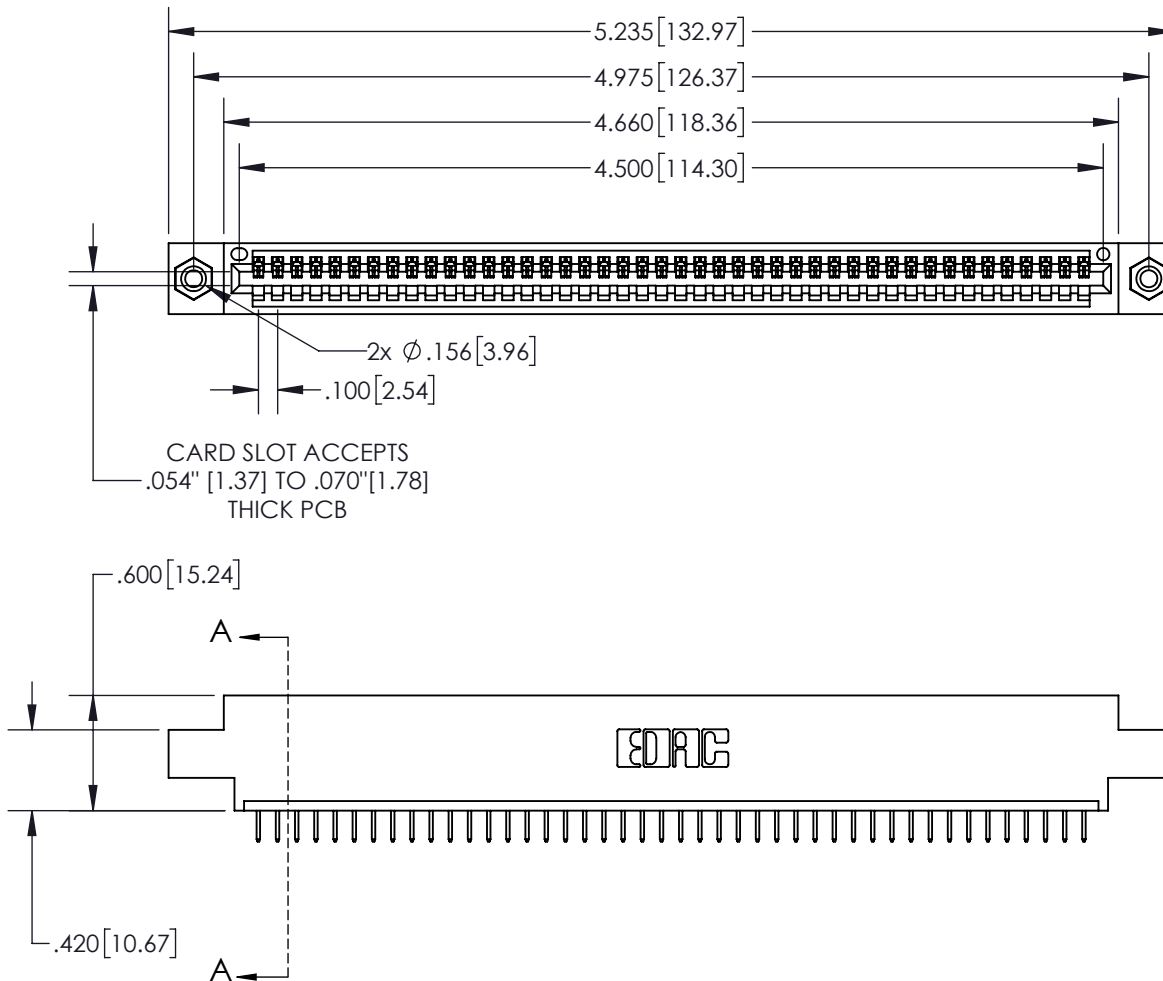 5.235[132.97]
4.975[126.37]
4.660[118.36]
4.500[114.30]
2x Ø.156[3.96]
.100[2.54]
CARD SLOT ACCEPTS
.054" [1.37] TO .070"[1.78]
THICK PCB
.600[15.24]
A
EDAC
.420[10.67]
A